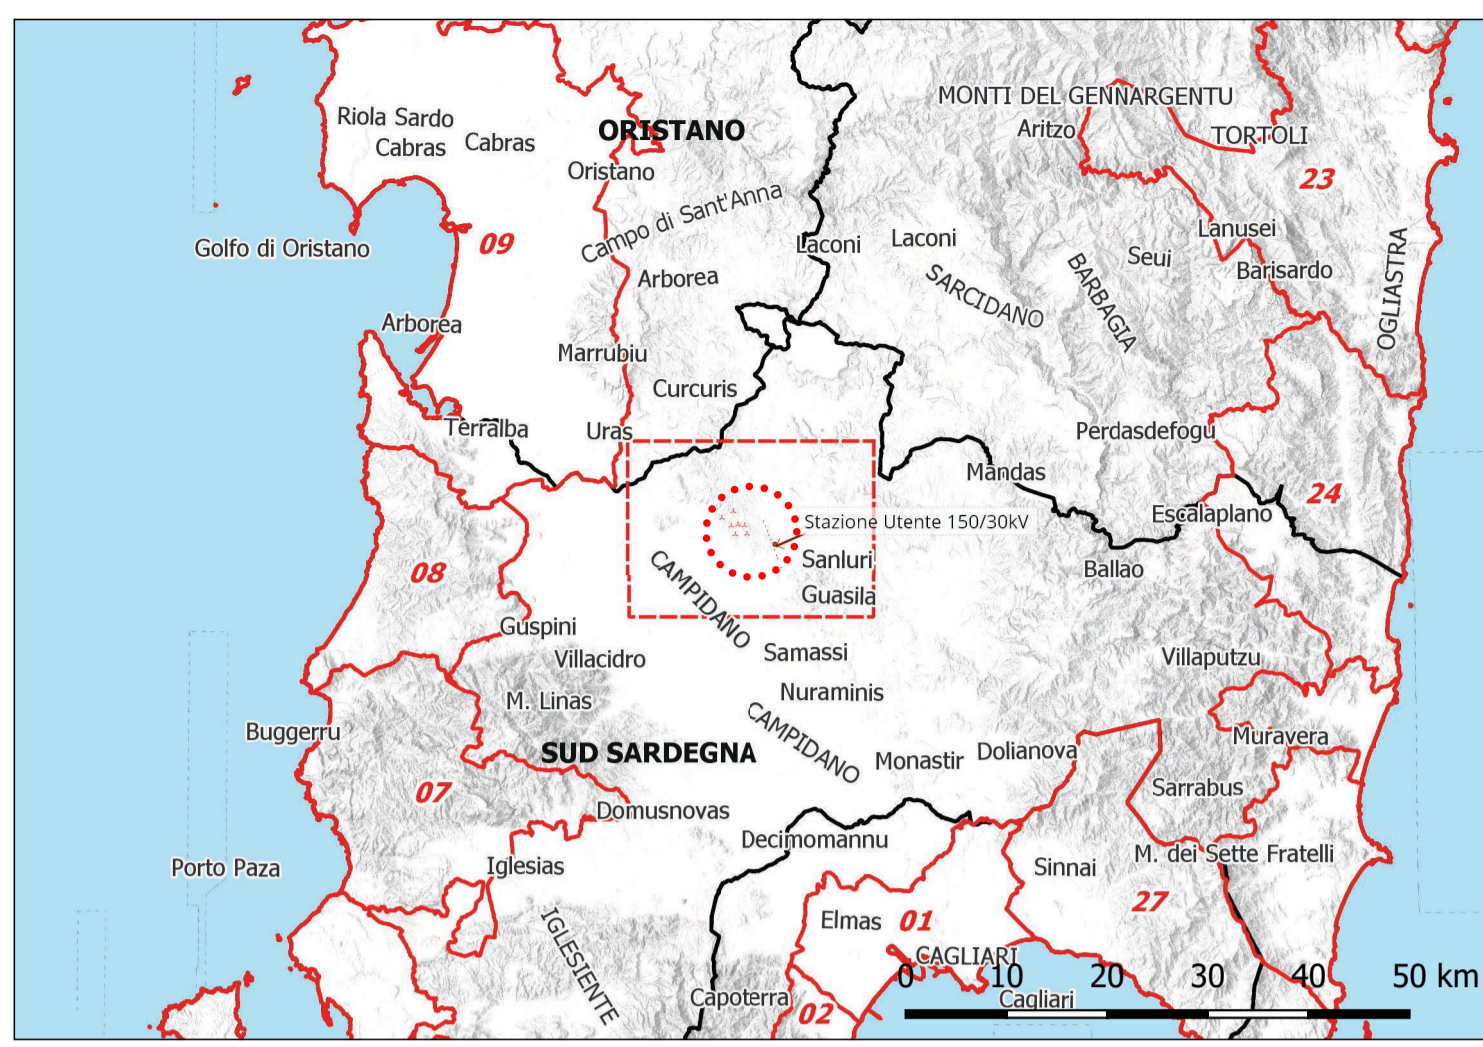 MONTI DEL GENNARGENTU
Riola Sardo
ORISTANO
Aritzo
TORTOLI
Cabras
Cabras
Oristano
23
Campo di Sant'Anna
Lanusei
09
Laconi
Laconi
Golfo di Oristano
Seui
Barisardo
Arborea
SARCIDANO
BARBAGIA
OGLIASTRA
Arborea
Marrubiu
Curcuris
Terralba
Uras
Perdasdefogu
Mandas
24
Escalaplano
Stazione Utente 150/30kV
Sanluri
Ballao
08
CAMPIDANO
Guasila
Guspini
Villacidro
Samassi
Villaputzu
M. Linas
Nuraminis
Buggerru
CAMPIDANO
Muravera
SUD SARDEGNA
Monastir
Dolianova
07
Sarrabus
Domusnovas
Decimomannu
M. dei Sette Fratelli
Porto Paza
Iglesias
Sinnai
27
Elmas
01
IGLESIENTE
CAGLIARI
0 10 20 30 40 50 km
Capoterra
Cagliari
02